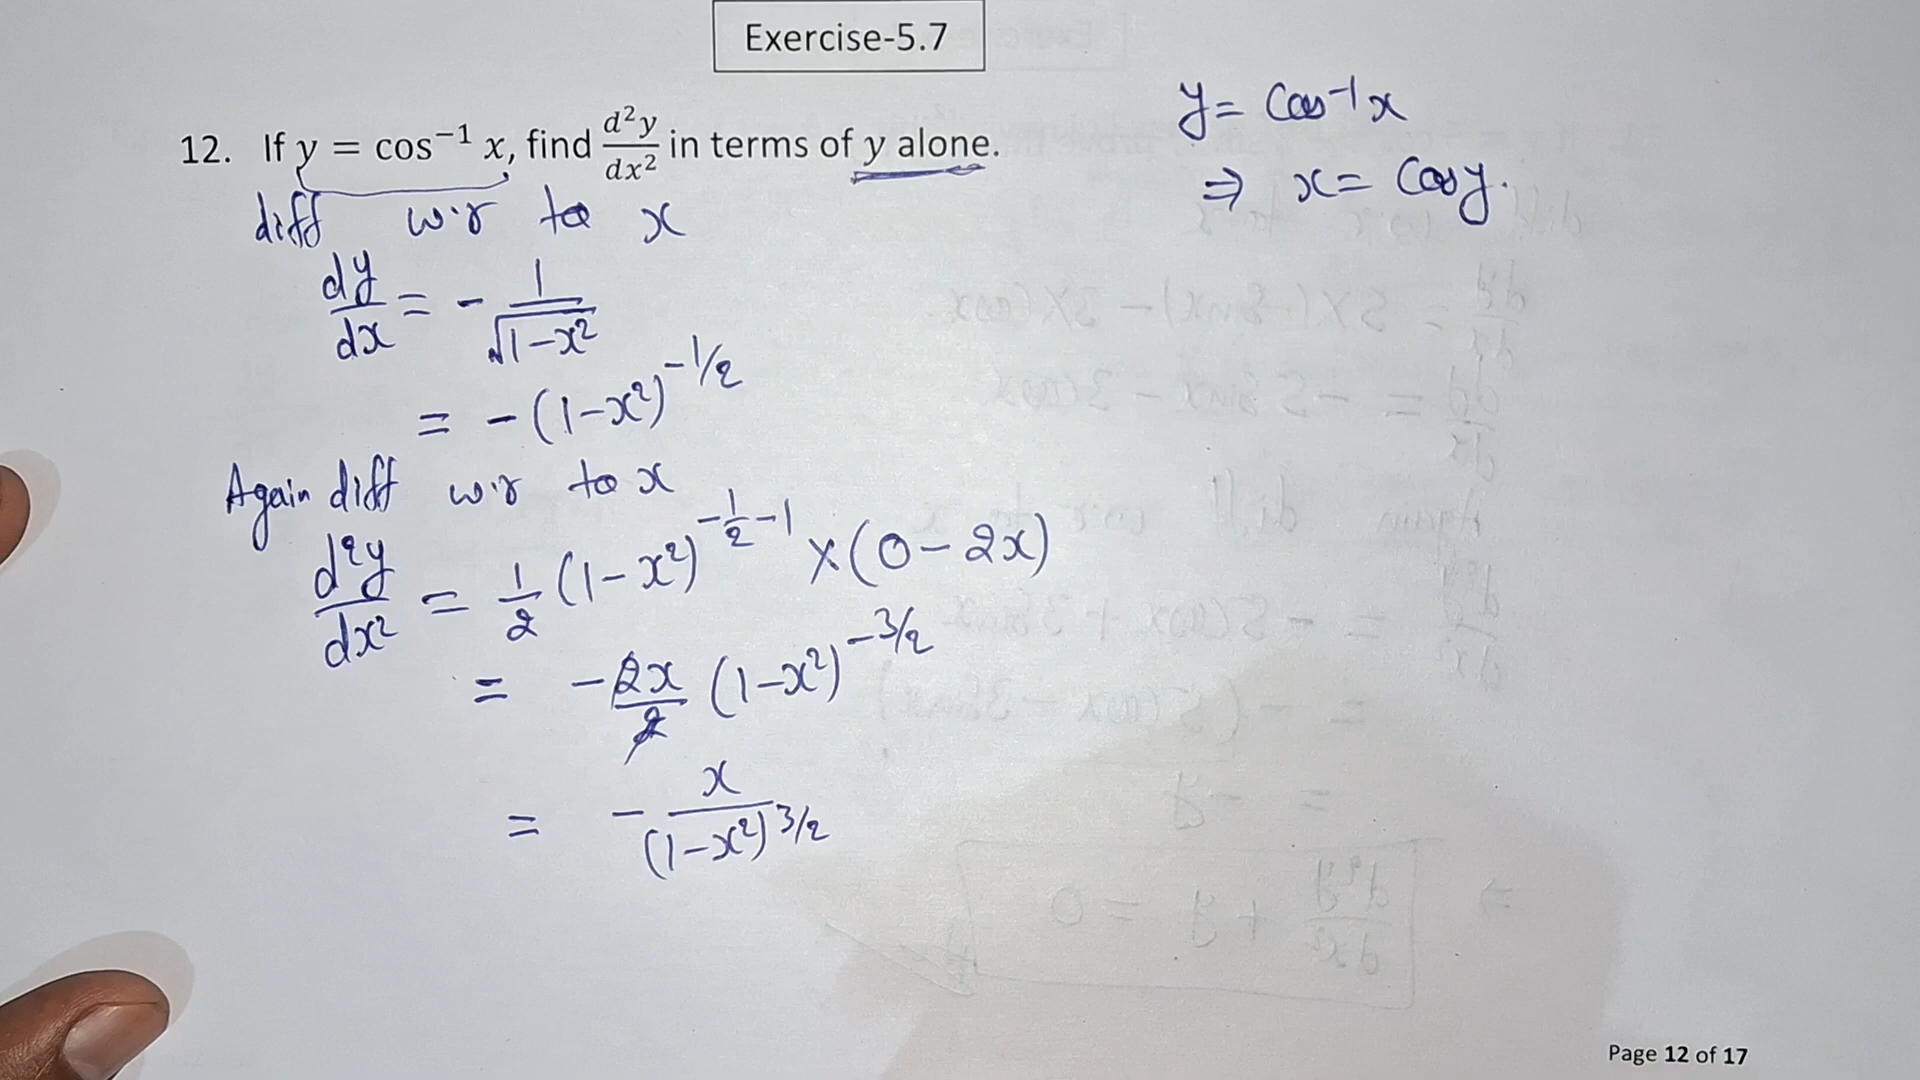 Exercise-5.7
12. If y = cos⁻¹ x, find d²y/dx² in terms of y alone.
diff w.r to x
dy/dx = - 1/√(1-x²)
= -(1-x²)^(-1/2)
Again diff w.r to x
d²y/dx² = 1/2 (1-x²)^(-1/2-1) × (0-2x)
= -2x/2 (1-x²)^(-3/2)
= - x/(1-x²)^(3/2)
y = Cos⁻¹x
⇒ x = Cosy.
Page 12 of 17